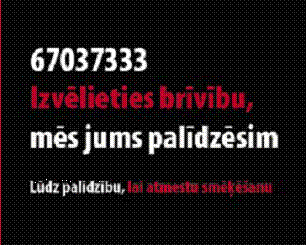 67037333
Izvēlieties brīvību,
mēs jums palīdzēsim
Lūdz palīdzību, lai atmestu smēķēšanu